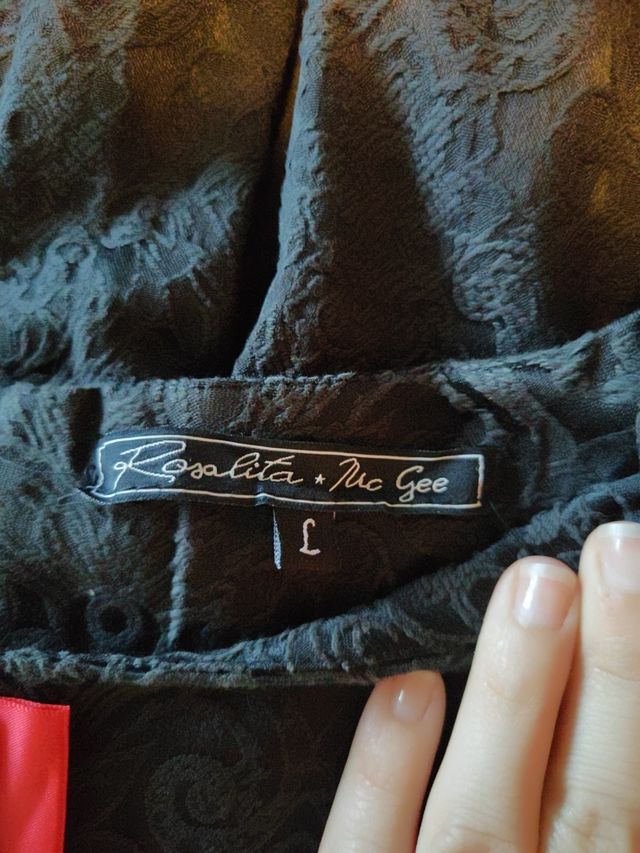 Rosalita ★ Mc Gee
L